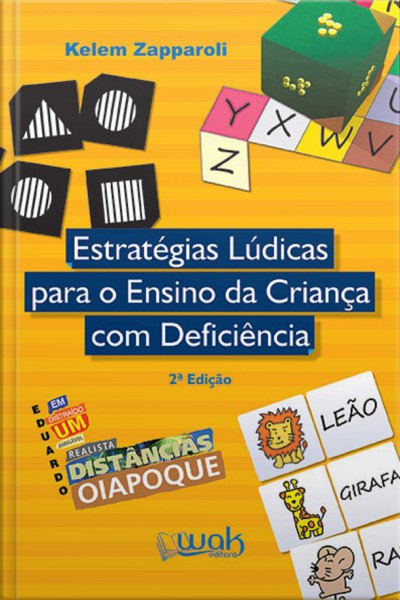 Kelem Zapparoli
Y
X
W
V
U
Z
Estratégias Lúdicas
para o Ensino da Criança
com Deficiência
2ª Edição
EDUARDO
EM
DISTRAÍDO
UM
AMIGÁVEL
REALISTA
DISTÂNCIAS
OIAPOQUE
LEÃO
GIRAFA
RA
wak
editora